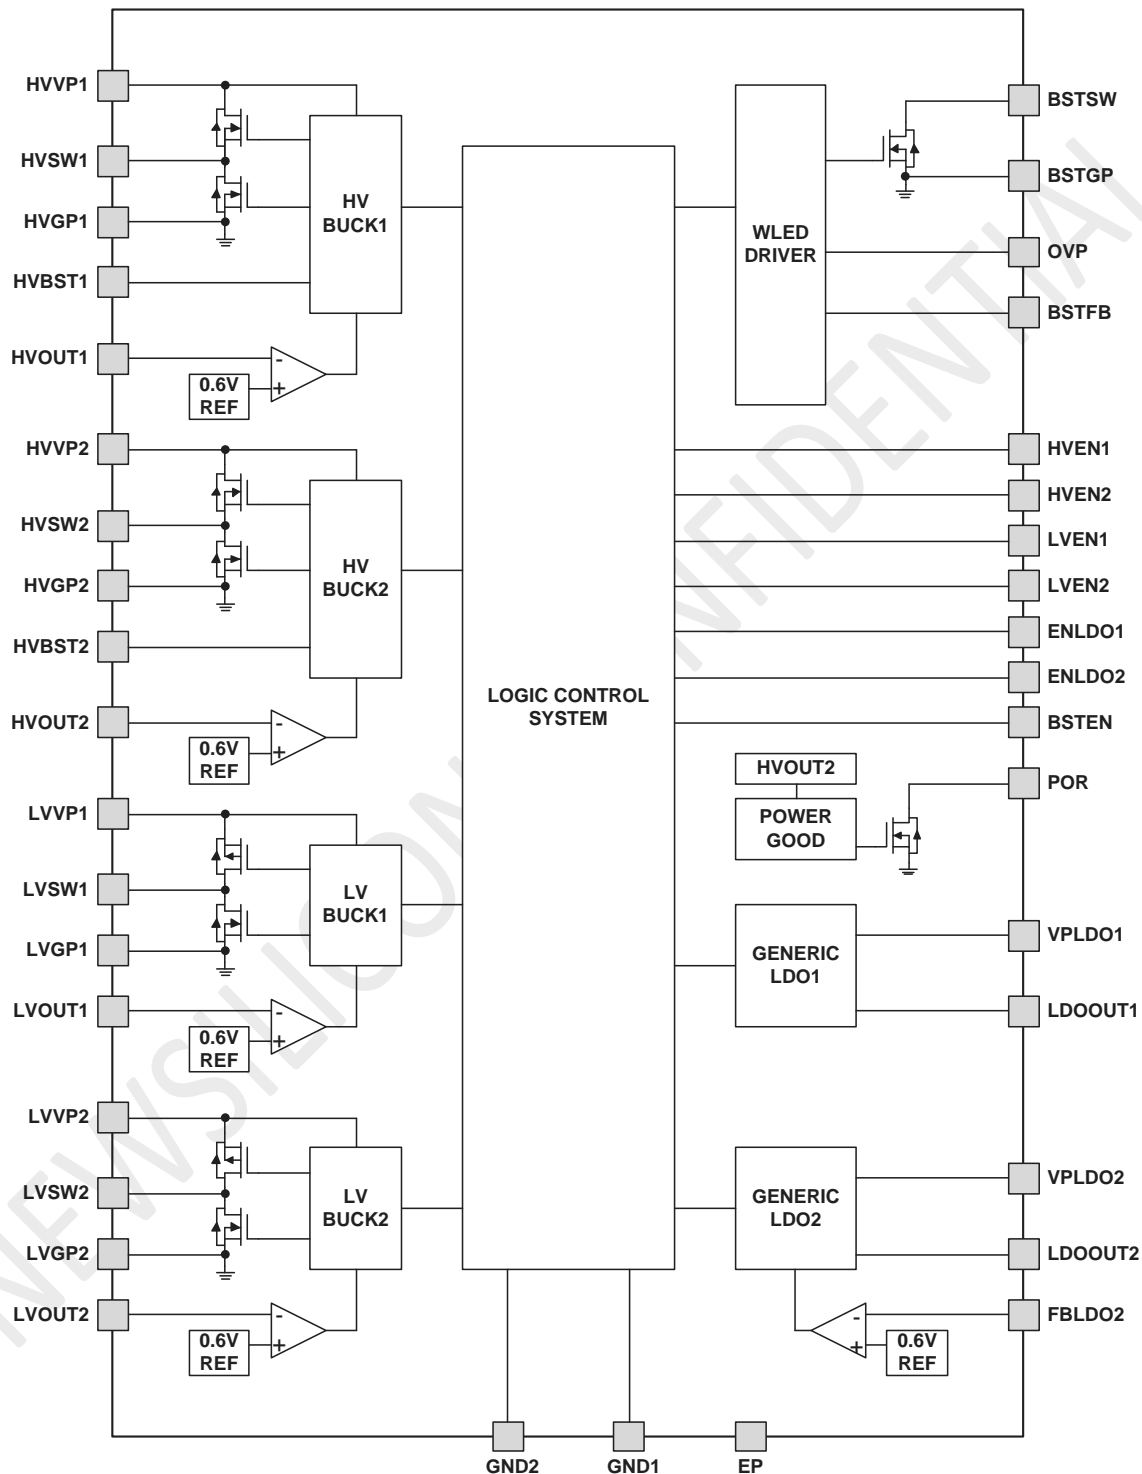 HVVP1
HVSW1
HVGP1
HVBST1
HVOUT1
HV
BUCK1
0.6V
REF
-
+
HVVP2
HVSW2
HVGP2
HVBST2
HVOUT2
HV
BUCK2
0.6V
REF
-
+
LVVP1
LVSW1
LVGP1
LVOUT1
LV
BUCK1
0.6V
REF
-
+
LVVP2
LVSW2
LVGP2
LVOUT2
LV
BUCK2
0.6V
REF
-
+
LOGIC CONTROL
SYSTEM
WLED
DRIVER
BSTSW
BSTGP
OVP
BSTFB
HVEN1
HVEN2
LVEN1
LVEN2
ENLDO1
ENLDO2
BSTEN
HVOUT2
POWER
GOOD
POR
GENERIC
LDO1
VPLDO1
LDOOUT1
GENERIC
LDO2
VPLDO2
LDOOUT2
FBLDO2
-
+
0.6V
REF
GND2
GND1
EP